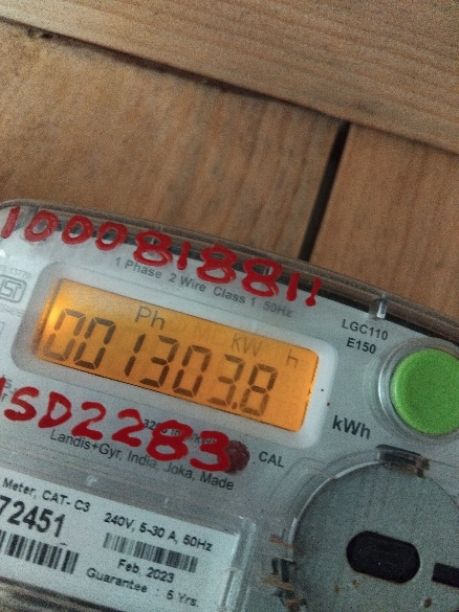 1000818811
1 Phase 2 Wire Class 1 50Hz
LGC110
E150
Ph kW h
001303.8
kWh
SD2283
CAL
Landis+Gyr, India, Joka, Made
Meter, CAT- C3
72451
240V, 5-30 A, 50Hz
Feb. 2023
Guarantee : 5 Yrs.